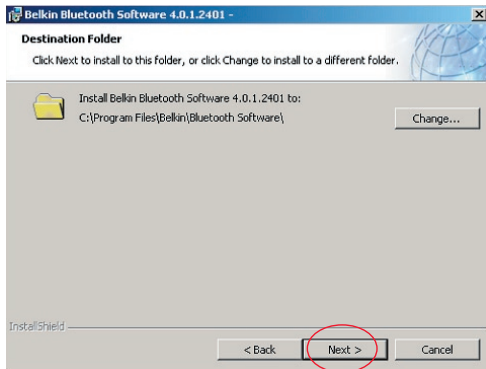 Belkin Bluetooth Software 4.0.1.2401 -
Destination Folder
Click Next to install to this folder, or click Change to install to a different folder.
Install Belkin Bluetooth Software 4.0.1.2401 to:
C:\Program Files\Belkin\Bluetooth Software\
Change...
InstallShield
< Back
Next >
Cancel